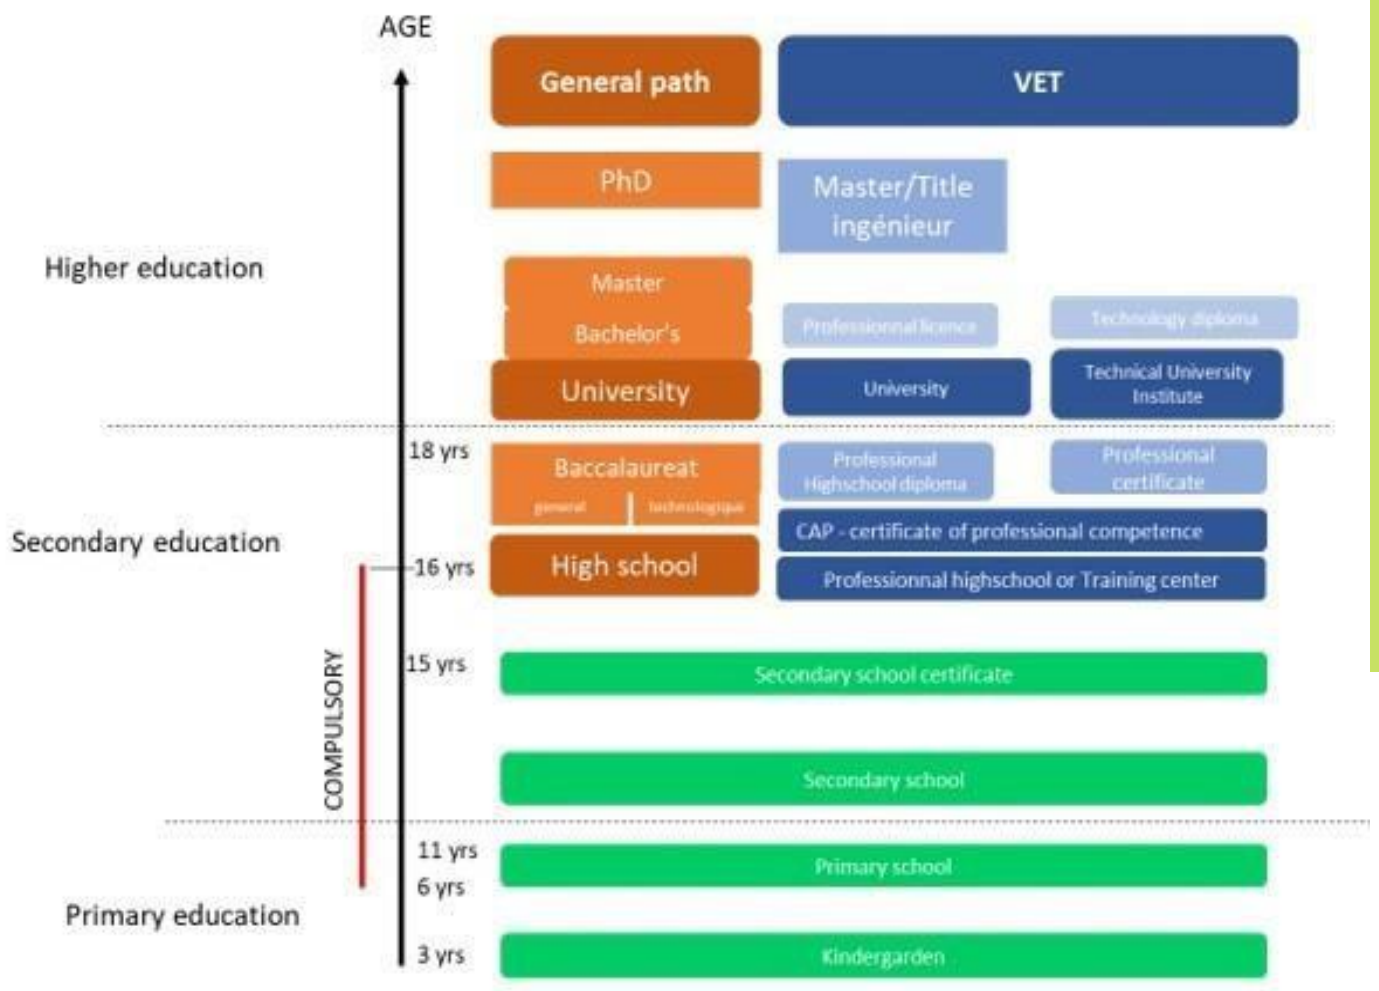 AGE
General path
VET
PhD
Master/Title
ingénieur
Higher education
Master
Bachelor's
Professionnal licence
Technology diploma
University
University
Technical University
Institute
18 yrs
Baccalaureat
general
technologique
Professional
Highschool diploma
Professional
certificate
Secondary education
CAP - certificate of professional competence
16 yrs
High school
Professionnal highschool or Training center
COMPULSORY
15 yrs
Secondary school certificate
Secondary school
11 yrs
Primary school
6 yrs
Primary education
3 yrs
Kindergarden